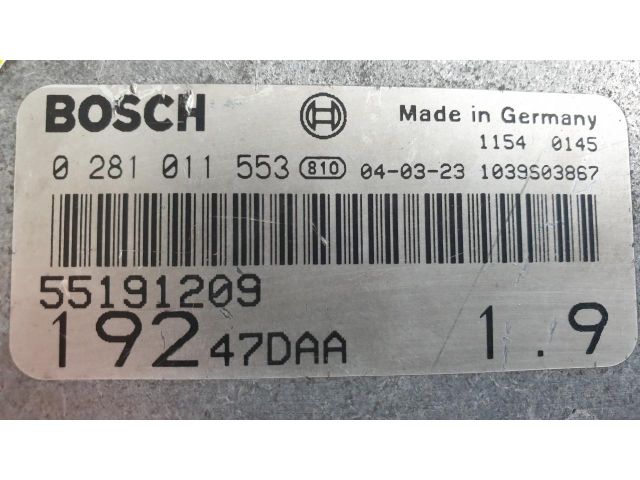 BOSCH Made in Germany
1154 0145
0 281 011 553 810 04-03-23 1039S03867
55191209
192 47DAA 1.9